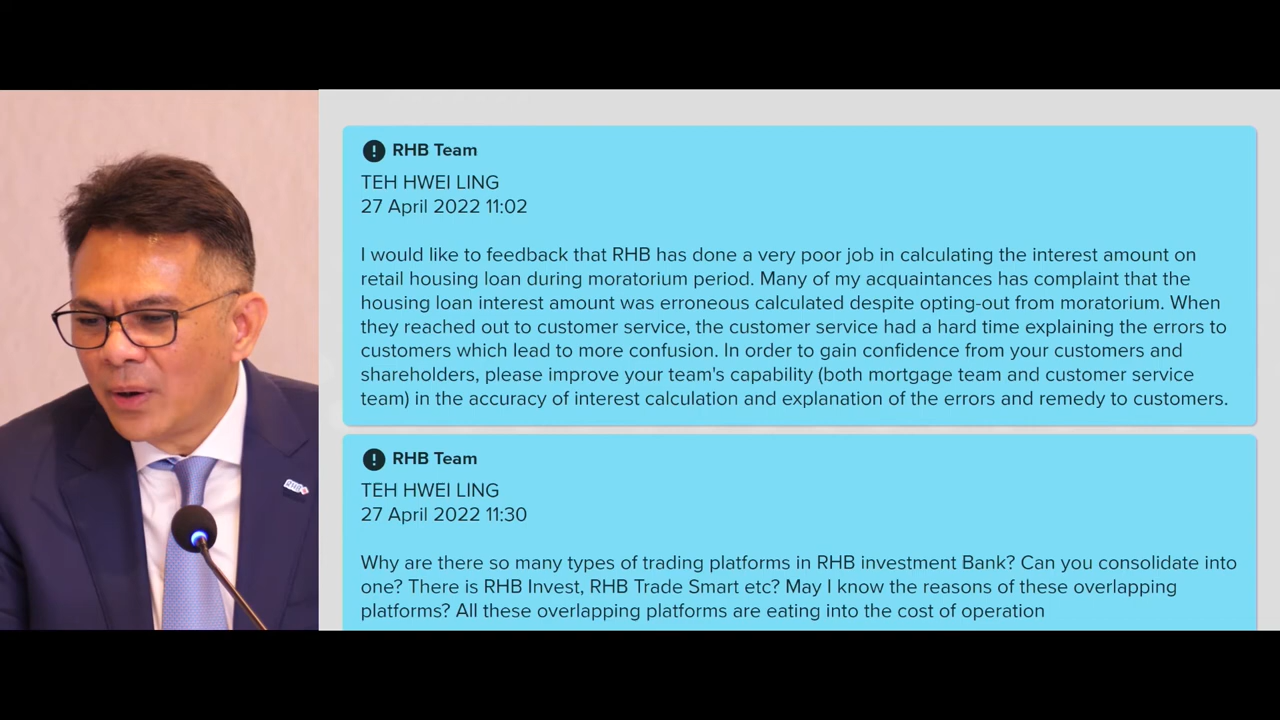 RHB Team
TEH HWEI LING
27 April 2022 11:02
I would like to feedback that RHB has done a very poor job in calculating the interest amount on
retail housing loan during moratorium period. Many of my acquaintances has complaint that the
housing loan interest amount was erroneous calculated despite opting-out from moratorium. When
they reached out to customer service, the customer service had a hard time explaining the errors to
customers which lead to more confusion. In order to gain confidence from your customers and
shareholders, please improve your team's capability (both mortgage team and customer service
team) in the accuracy of interest calculation and explanation of the errors and remedy to customers.
RHB Team
TEH HWEI LING
27 April 2022 11:30
Why are there so many types of trading platforms in RHB investment Bank? Can you consolidate into
one? There is RHB Invest, RHB Trade Smart etc? May I know the reasons of these overlapping
platforms? All these overlapping platforms are eating into the cost of operation
RHB